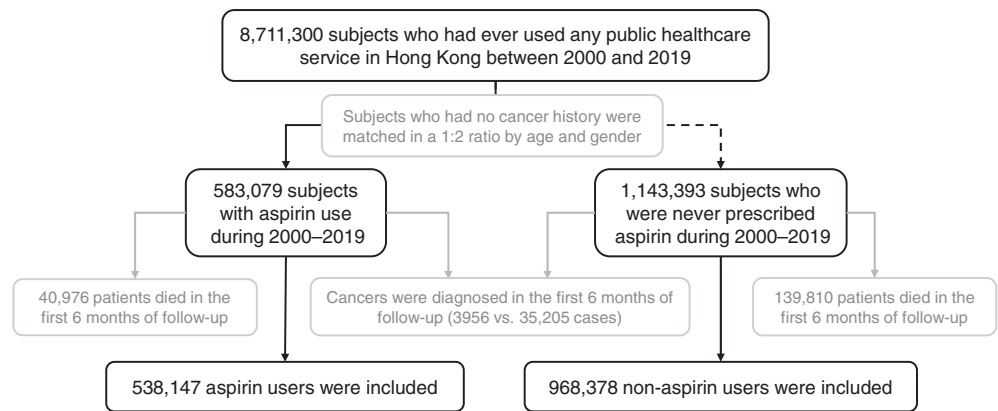 8,711,300 subjects who had ever used any public healthcare
service in Hong Kong between 2000 and 2019
Subjects who had no cancer history were
matched in a 1:2 ratio by age and gender
583,079 subjects
with aspirin use
during 2000–2019
1,143,393 subjects who
were never prescribed
aspirin during 2000–2019
40,976 patients died in the
first 6 months of follow-up
Cancers were diagnosed in the first 6 months of
follow-up (3956 vs. 35,205 cases)
139,810 patients died in the
first 6 months of follow-up
538,147 aspirin users were included
968,378 non-aspirin users were included